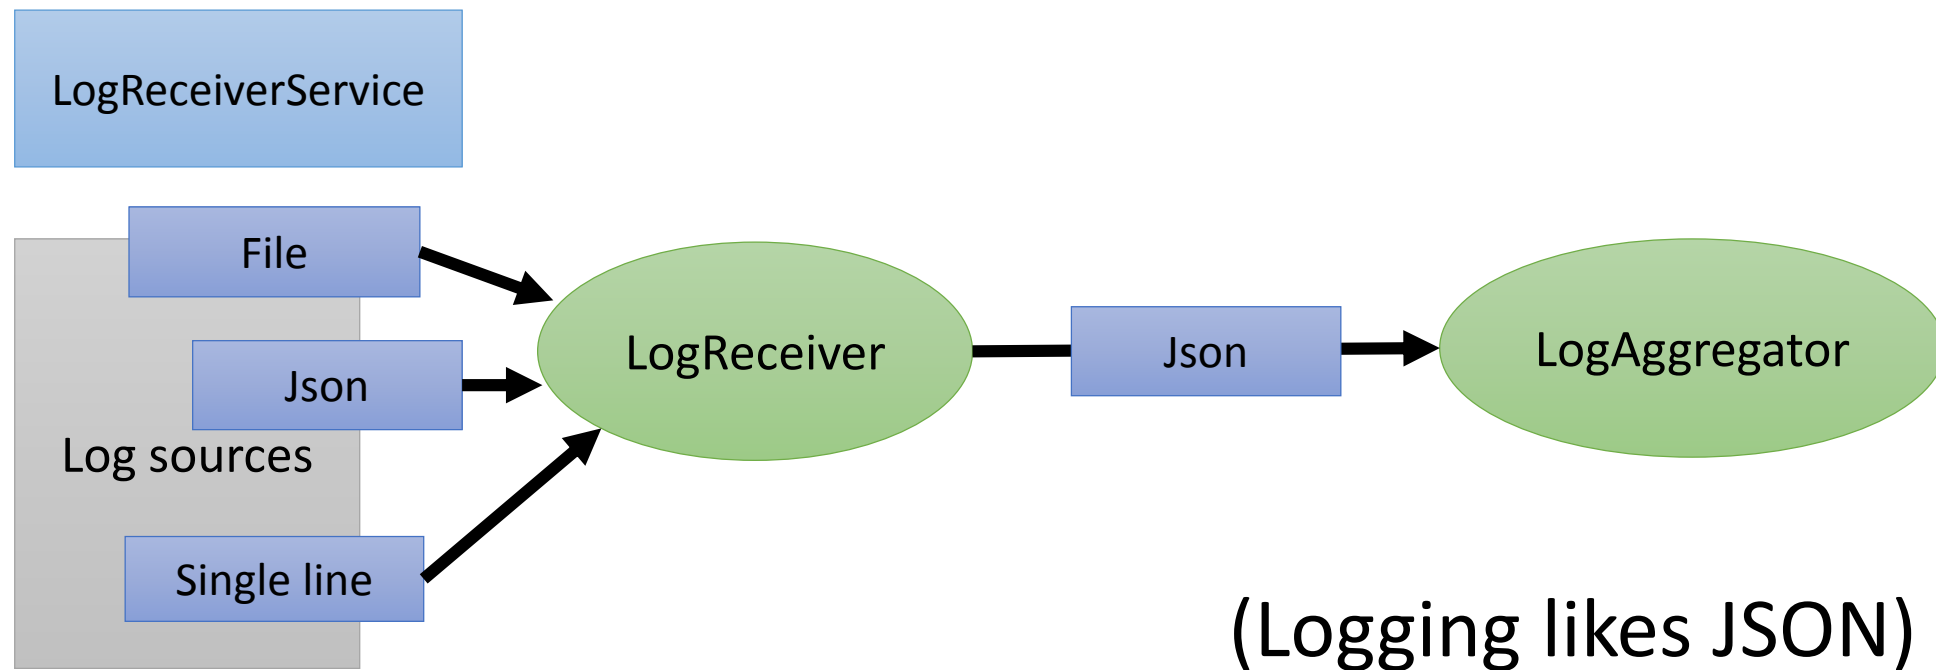 LogReceiverService
File
Json
Log sources
Single line
LogReceiver
Json
LogAggregator
(Logging likes JSON)